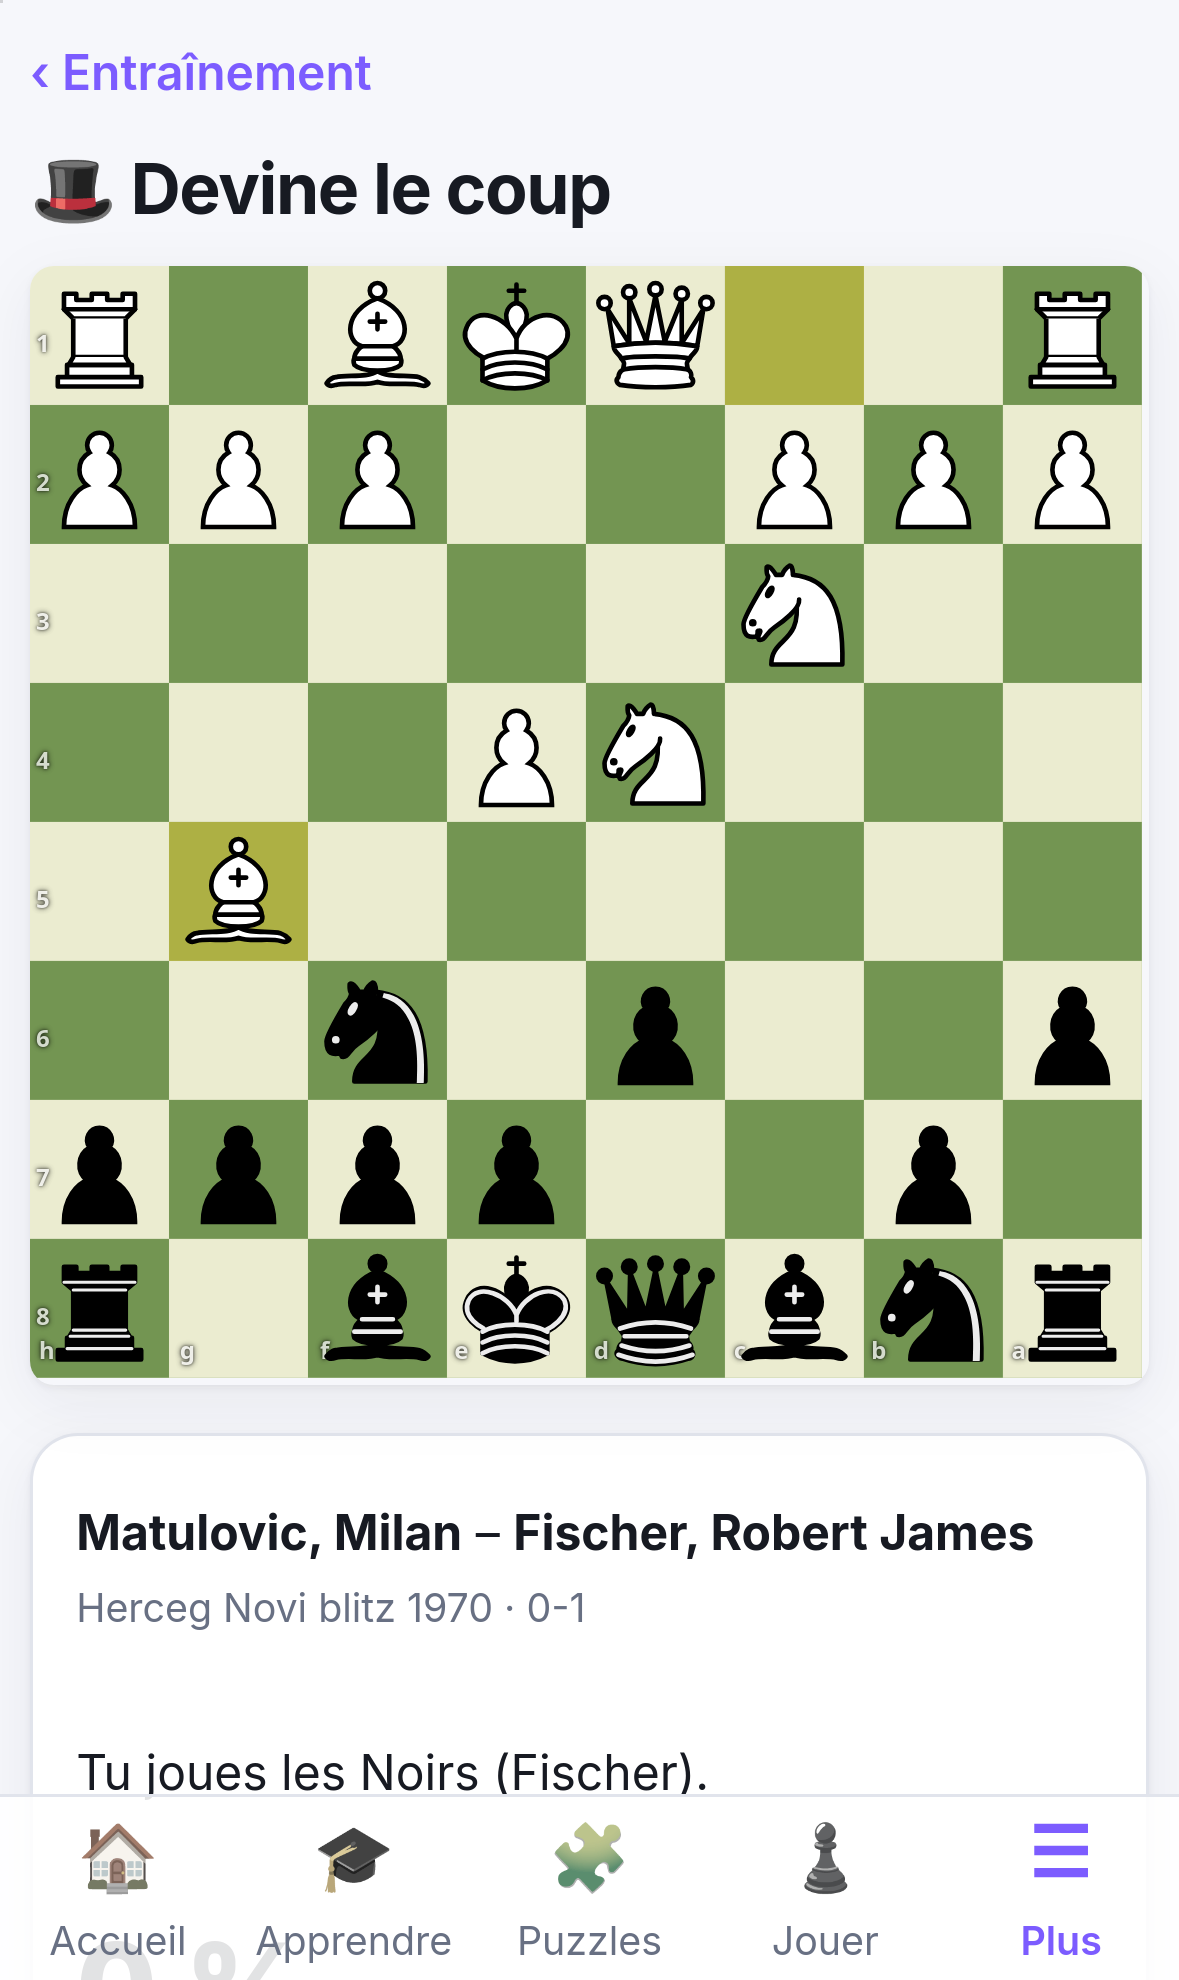 ‹ Entraînement
Devine le coup
1
2
3
4
5
6
7
8
h g f e d c b a
Matulovic, Milan – Fischer, Robert James
Herceg Novi blitz 1970 · 0-1
Tu joues les Noirs (Fischer).
0 %
Accueil Apprendre Puzzles Jouer Plus